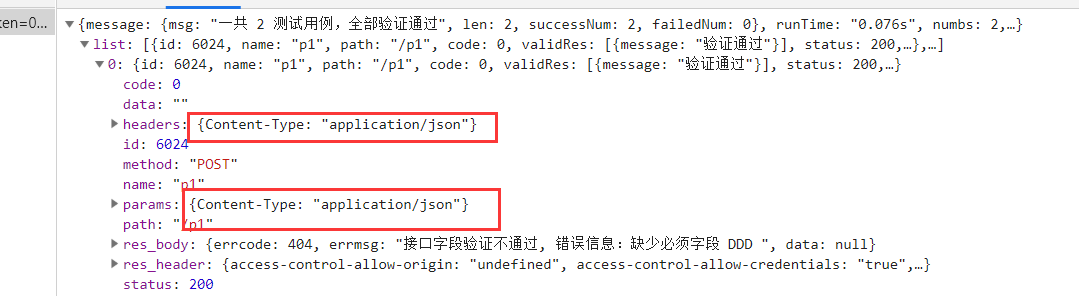 ten=0...
{message: {msg: "一共 2 测试用例，全部验证通过", len: 2, successNum: 2, failedNum: 0}, runTime: "0.076s", numbs: 2,…}
list: [{id: 6024, name: "p1", path: "/p1", code: 0, validRes: [{message: "验证通过"}], status: 200,…},…]
0: {id: 6024, name: "p1", path: "/p1", code: 0, validRes: [{message: "验证通过"}], status: 200,…}
code: 0
data: ""
headers: {Content-Type: "application/json"}
id: 6024
method: "POST"
name: "p1"
params: {Content-Type: "application/json"}
path: "/p1"
res_body: {errcode: 404, errmsg: "接口字段验证不通过, 错误信息：缺少必须字段 DDD ", data: null}
res_header: {access-control-allow-origin: "undefined", access-control-allow-credentials: "true",…}
status: 200